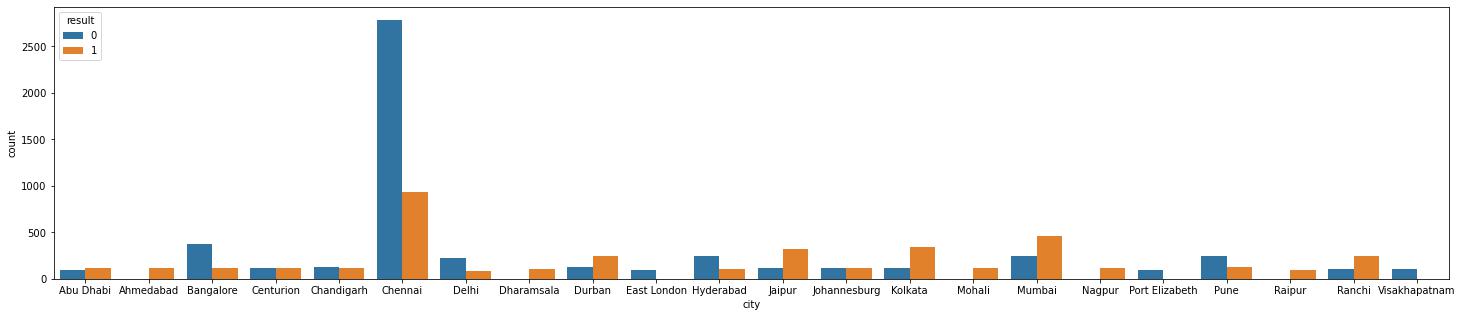 result
0
1
count
2500
2000
1500
1000
500
0
Abu Dhabi Ahmedabad Bangalore Centurion Chandigarh Chennai Delhi Dharamsala Durban East London Hyderabad Jaipur Johannesburg Kolkata Mohali Mumbai Nagpur Port Elizabeth Pune Raipur Ranchi Visakhapatnam
city